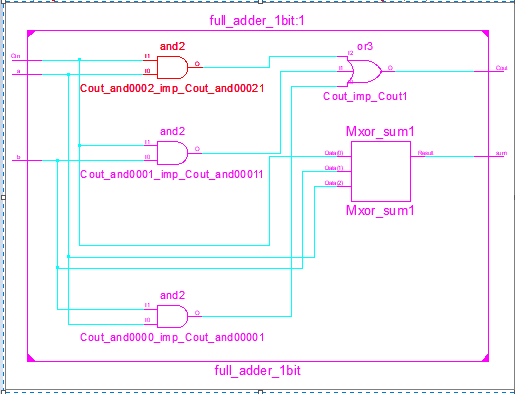 full_adder_1bit:1
and2
or3
Cin
I1
O
I2
a
I0
I1
O
Cout
Cout_and0002_imp_Cout_and00021
I0
Cout_imp_Cout1
and2
Mxor_sum1
I1
O
b
I0
Data(0)
Result
sum
Cout_and0001_imp_Cout_and00011
Data(1)
Data(2)
Mxor_sum1
and2
I1
O
I0
Cout_and0000_imp_Cout_and00001
full_adder_1bit